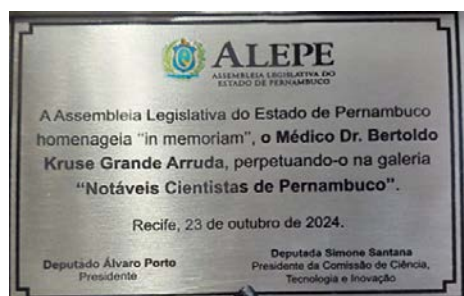 ALEPE
ASSEMBLEIA LEGISLATIVA DO
ESTADO DE PERNAMBUCO
A Assembleia Legislativa do Estado de Pernambuco
homenageia “in memoriam”, o Médico Dr. Bertoldo
Kruse Grande Arruda, perpetuando-o na galeria
“Notáveis Cientistas de Pernambuco”.
Recife, 23 de outubro de 2024.
Deputado Álvaro Porto
Presidente
Deputada Simone Santana
Presidente da Comissão de Ciência,
Tecnologia e Inovação